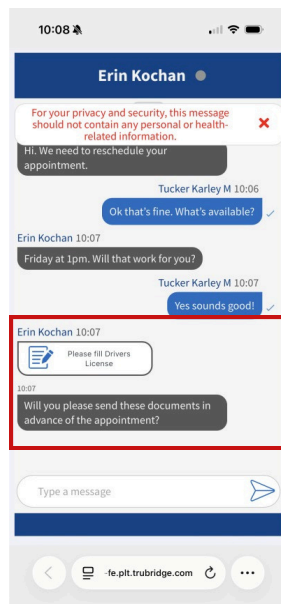 10:08
Erin Kochan
For your privacy and security, this message
should not contain any personal or health-
related information.
Hi. We need to reschedule your
appointment.
Tucker Karley M 10:06
Ok that's fine. What's available?
Erin Kochan 10:07
Friday at 1pm. Will that work for you?
Tucker Karley M 10:07
Yes sounds good!
Erin Kochan 10:07
Please fill Drivers
License
10:07
Will you please send these documents in
advance of the appointment?
Type a message
-fe.plt.trubridge.com